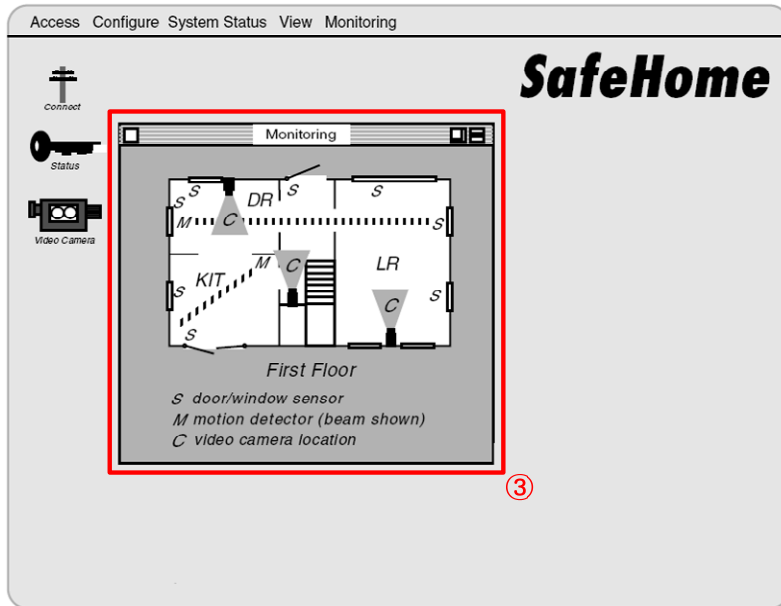 Access Configure System Status View Monitoring
SafeHome
Connect
Status
Video Camera
Monitoring
S S DR S S
M C S
KIT M C LR
S C S
S
First Floor
S door/window sensor
M motion detector (beam shown)
C video camera location
③